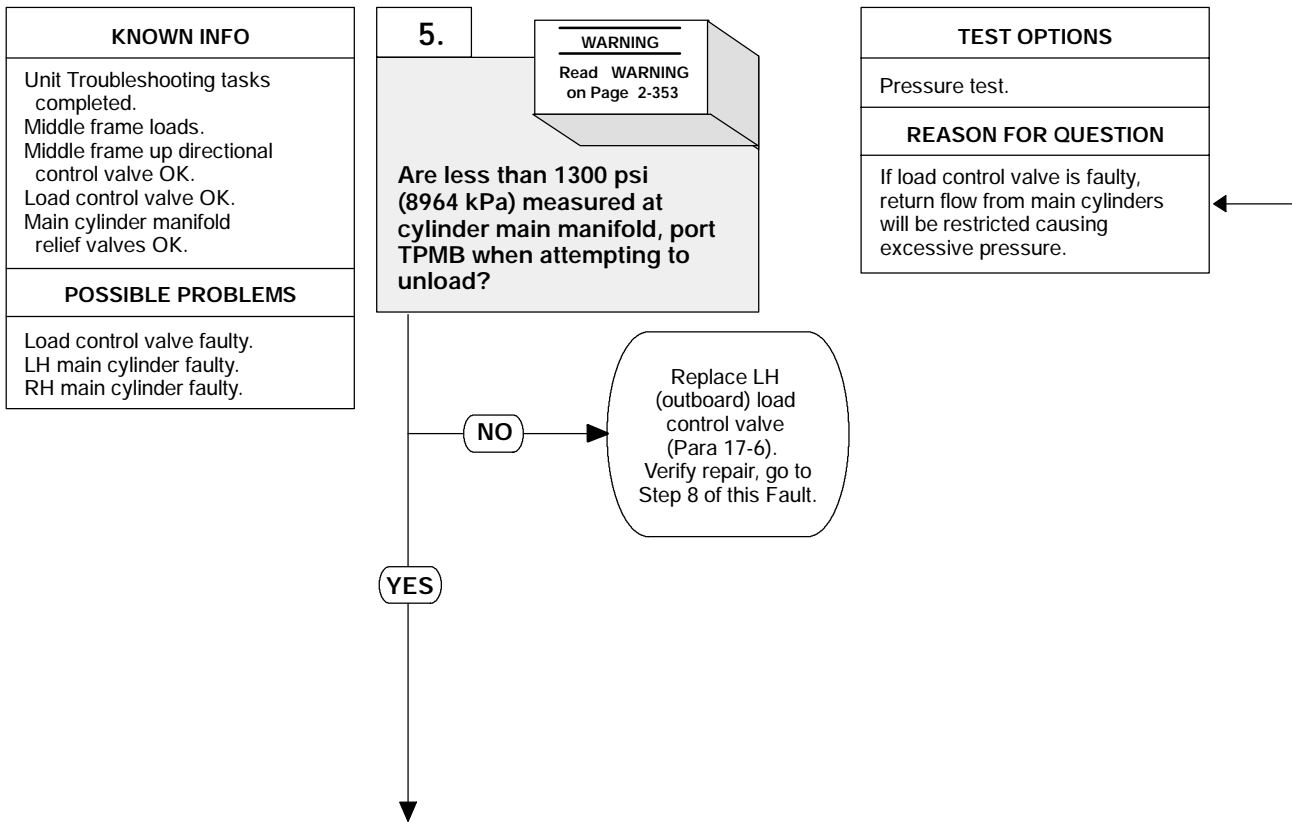 KNOWN INFO
Unit Troubleshooting tasks
completed.
Middle frame loads.
Middle frame up directional
control valve OK.
Load control valve OK.
Main cylinder manifold
relief valves OK.
POSSIBLE PROBLEMS
Load control valve faulty.
LH main cylinder faulty.
RH main cylinder faulty.
5.
WARNING
Read WARNING
on Page 2-353
Are less than 1300 psi
(8964 kPa) measured at
cylinder main manifold, port
TPMB when attempting to
unload?
TEST OPTIONS
Pressure test.
REASON FOR QUESTION
If load control valve is faulty,
return flow from main cylinders
will be restricted causing
excessive pressure.
NO
Replace LH
(outboard) load
control valve
(Para 17-6).
Verify repair, go to
Step 8 of this Fault.
YES